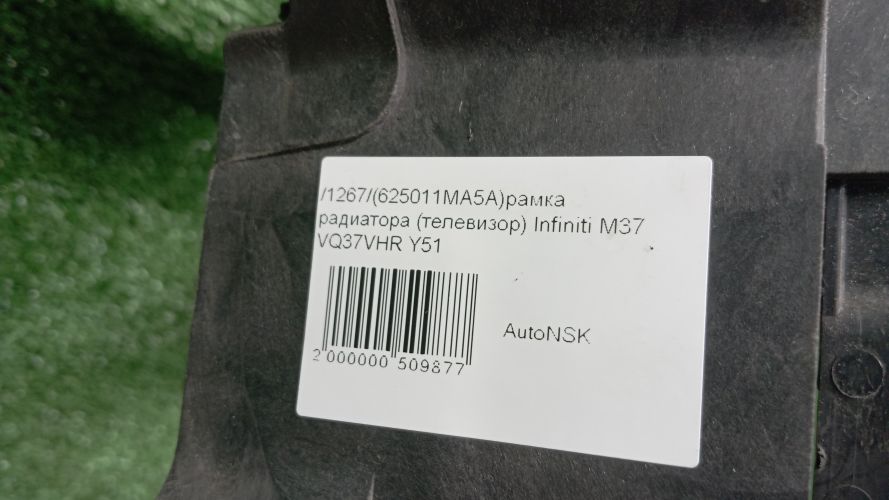 /1267/(625011MA5A)рамка
радиатора (телевизор) Infiniti M37
VQ37VHR Y51
AutoNSK
2 000000 509877